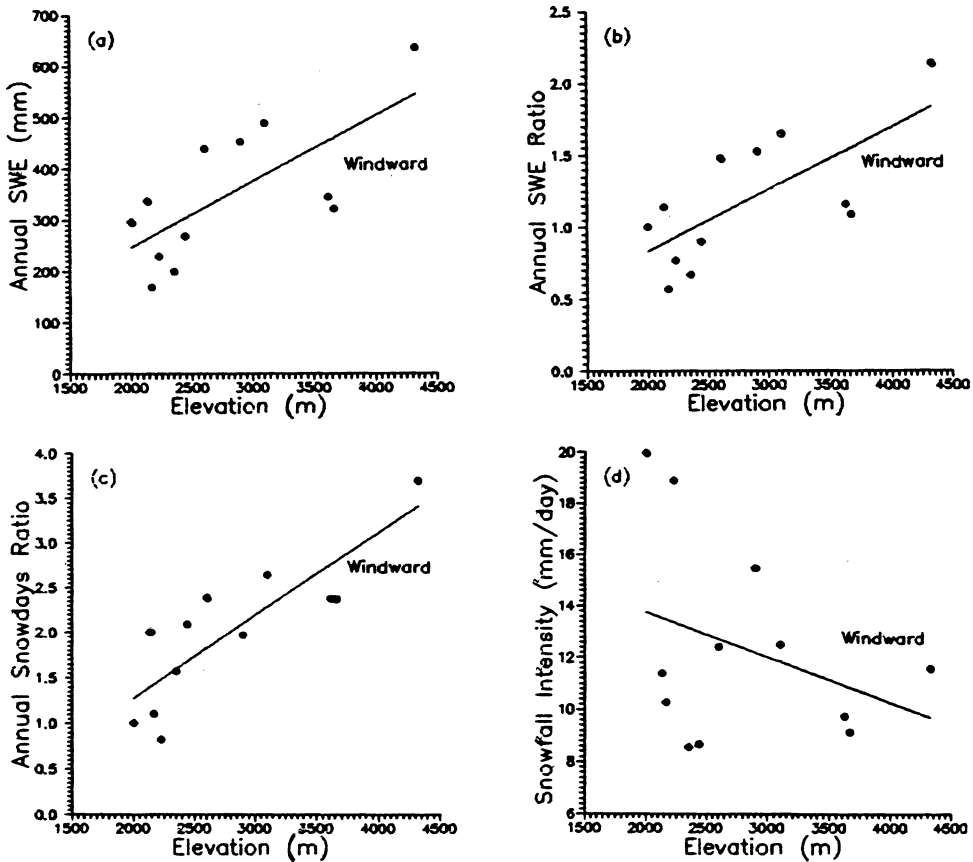 (a)
Annual SWE (mm)
700
600
500
400
300
200
100
0
Windward
1500 2000 2500 3000 3500 4000 4500
Elevation (m)
(b)
Annual SWE Ratio
2.5
2.0
1.5
1.0
0.5
0.0
Windward
1500 2000 2500 3000 3500 4000 4500
Elevation (m)
(c)
Annual Snowdays Ratio
4.0
3.5
3.0
2.5
2.0
1.5
1.0
0.5
0.0
Windward
1500 2000 2500 3000 3500 4000 4500
Elevation (m)
(d)
Snowfall Intensity (mm/day)
20
18
16
14
12
10
8
6
Windward
1500 2000 2500 3000 3500 4000 4500
Elevation (m)